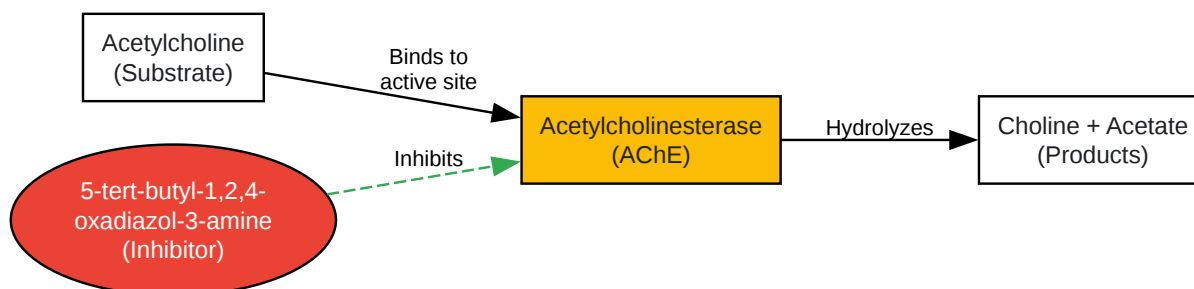 Acetylcholine
(Substrate)
Binds to
active site
Acetylcholinesterase
(AChE)
Hydrolyzes
Choline + Acetate
(Products)
Inhibits
5-tert-butyl-1,2,4-
oxadiazol-3-amine
(Inhibitor)